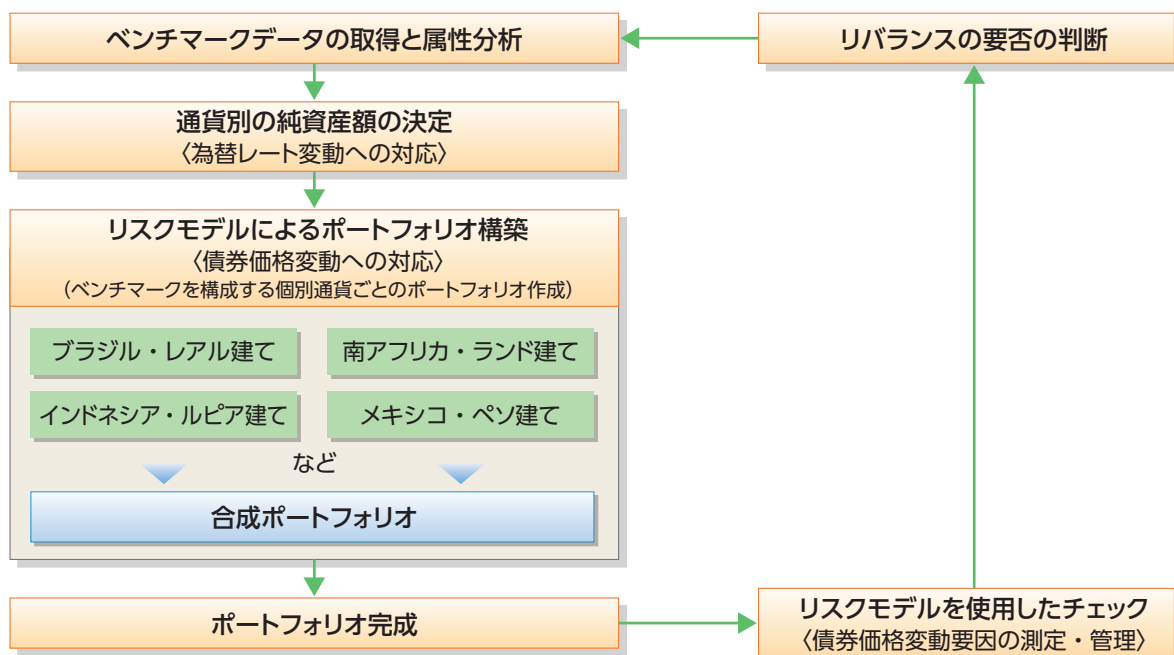 ベンチマークデータの取得と属性分析
リバランスの要否の判断
通貨別の純資産額の決定
〈為替レート変動への対応〉
リスクモデルによるポートフォリオ構築
〈債券価格変動への対応〉
(ベンチマークを構成する個別通貨ごとのポートフォリオ作成)
ブラジル・レアル建て
南アフリカ・ランド建て
インドネシア・ルピア建て
メキシコ・ペソ建て
など
合成ポートフォリオ
ポートフォリオ完成
リスクモデルを使用したチェック
〈債券価格変動要因の測定・管理〉